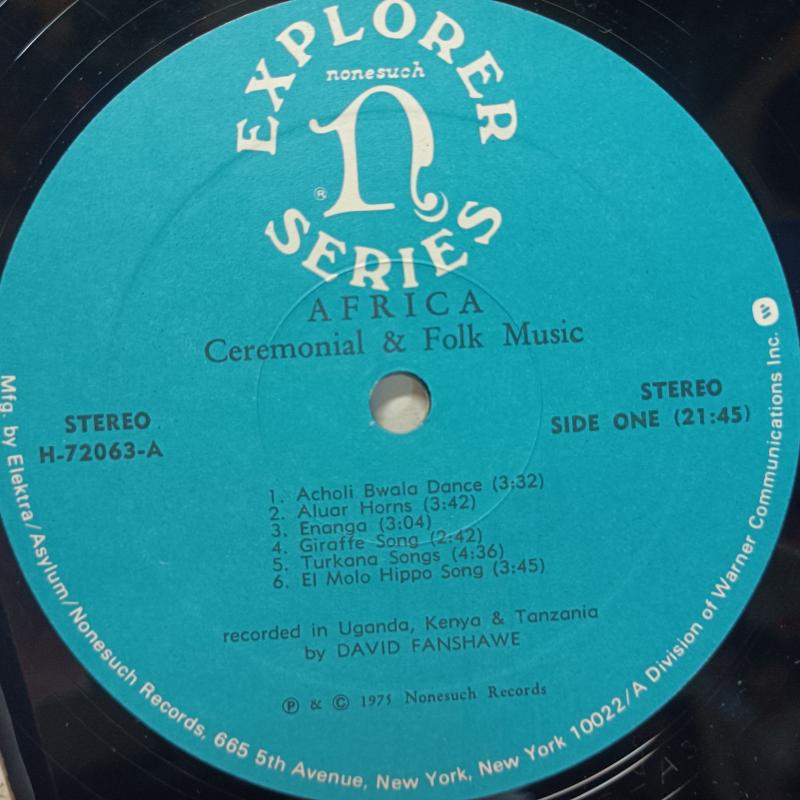 EXPLORER
nonesuch
n
®
SERIES
AFRICA
Ceremonial & Folk Music
STEREO
H-72063-A
STEREO
SIDE ONE (21:45)
1. Acholi Bwala Dance (3:32)
2. Aluar Horns (3:42)
3. Enanga (3:04)
4. Giraffe Song (2:42)
5. Turkana Songs (4:36)
6. El Molo Hippo Song (3:45)
recorded in Uganda, Kenya & Tanzania
by DAVID FANSHAWE
℗ & © 1975 Nonesuch Records
Mfg. by Elektra/Asylum/Nonesuch Records, 665 5th Avenue, New York, New York 10022/A Division of Warner Communications Inc.